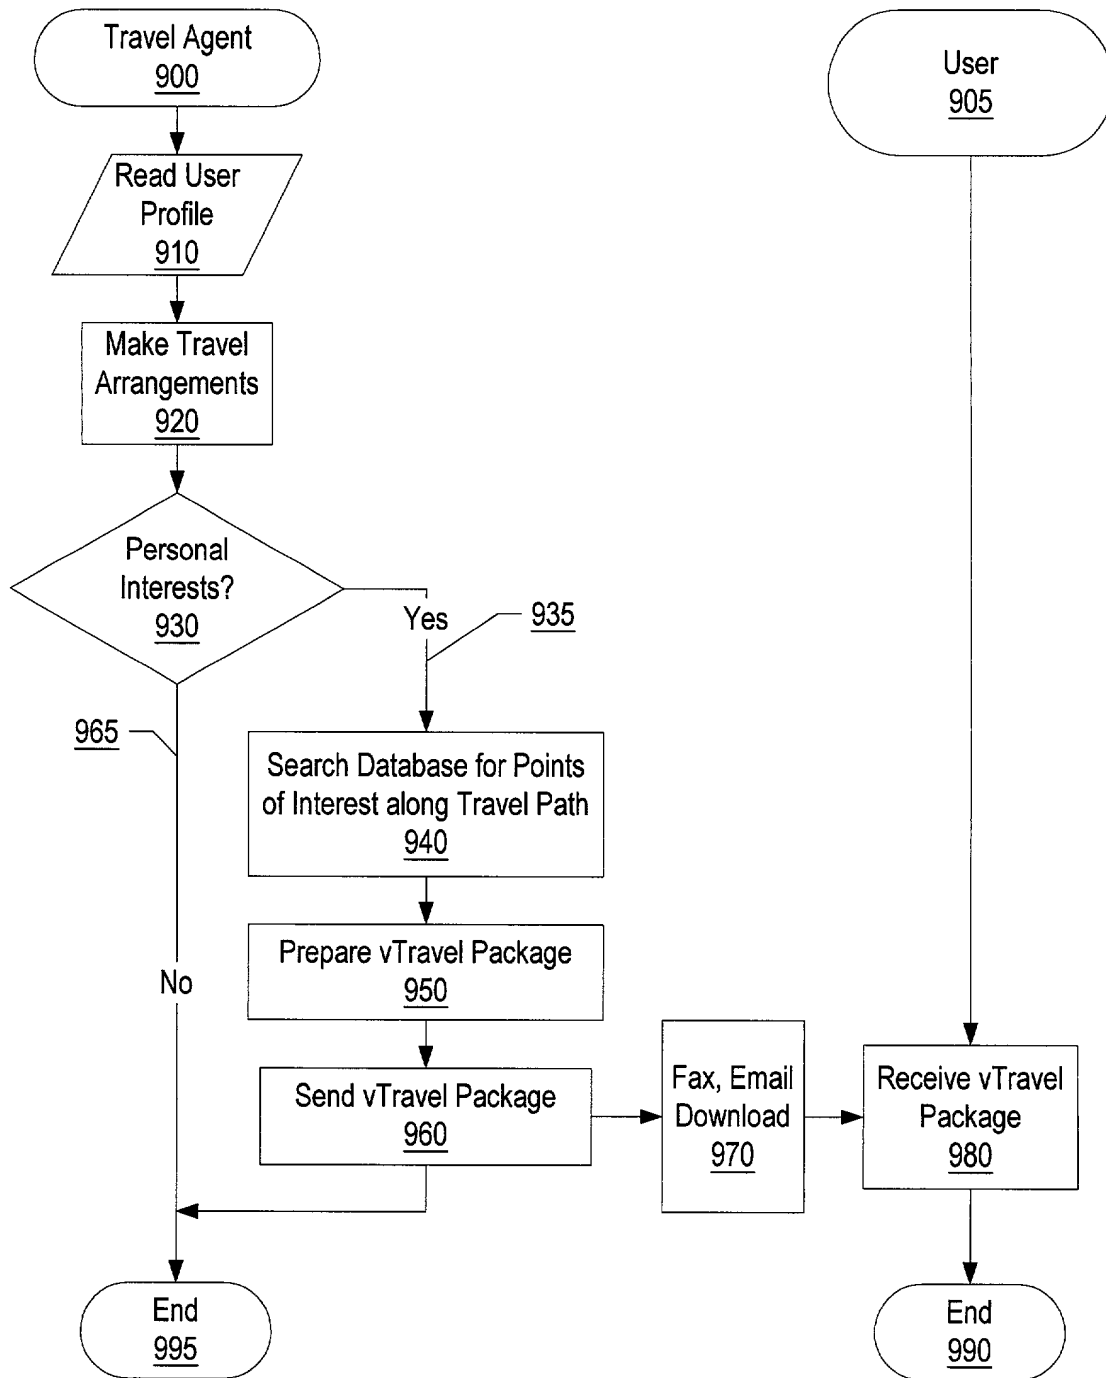 Travel Agent
900
User
905
Read User
Profile
910
Make Travel
Arrangements
920
Personal
Interests?
930
Yes
935
965
Search Database for Points
of Interest along Travel Path
940
Prepare vTravel Package
950
No
Send vTravel Package
960
Fax, Email
Download
970
Receive vTravel
Package
980
End
995
End
990